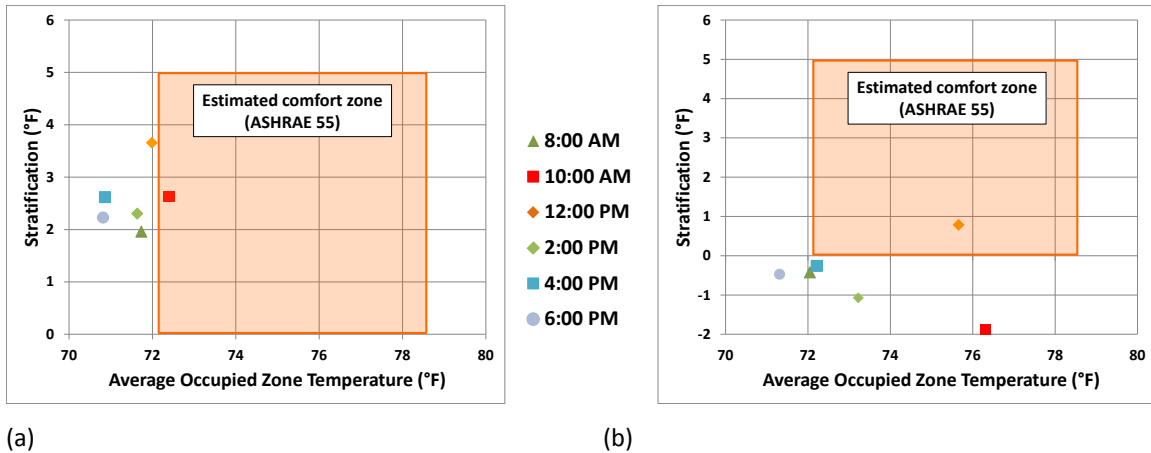 6
5
4
3
2
1
0
Stratification (°F)
Estimated comfort zone
(ASHRAE 55)
70 72 74 76 78 80
Average Occupied Zone Temperature (°F)
8:00 AM
10:00 AM
12:00 PM
2:00 PM
4:00 PM
6:00 PM
6
5
4
3
2
1
0
-1
-2
Stratification (°F)
Estimated comfort zone
(ASHRAE 55)
70 72 74 76 78 80
Average Occupied Zone Temperature (°F)
(a) (b)